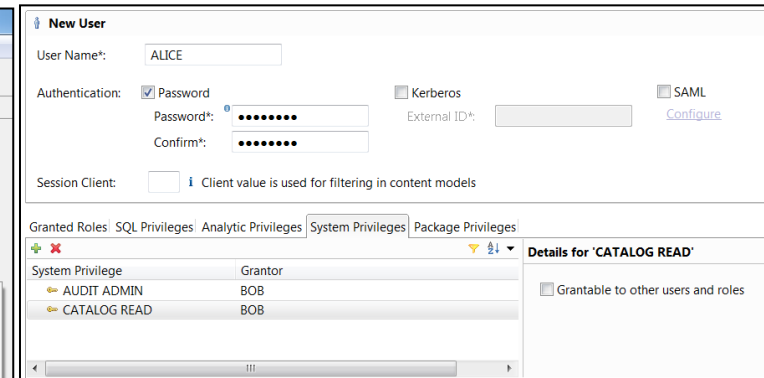 New User
User Name*: ALICE
Authentication: Password Kerberos SAML
Password*: •••••••• External ID*: Configure
Confirm*: ••••••••
Session Client: i Client value is used for filtering in content models
Granted Roles SQL Privileges Analytic Privileges System Privileges Package Privileges
Details for 'CATALOG READ'
System Privilege Grantor
AUDIT ADMIN BOB
Grantable to other users and roles
CATALOG READ BOB